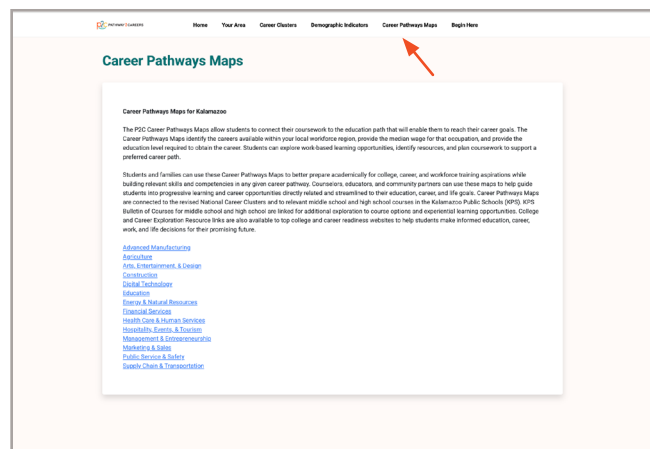 PATHWAY 2 CAREERS
Home Your Area Career Clusters Demographic Indicators Career Pathways Maps Begin Here
Career Pathways Maps
Career Pathways Maps for Kalamazoo
The P2C Career Pathways Maps allow students to connect their coursework to the education path that will enable them to reach their career goals. The
Career Pathways Maps identify the careers available within your local workforce region, provide the median wage for that occupation, and provide the
education level required to obtain the career. Students can explore work-based learning opportunities, identify resources, and plan coursework to support a
preferred career path.
Students and families can use these Career Pathways Maps to better prepare academically for college, career, and workforce training aspirations while
building relevant skills and competencies in any given career pathway. Counselors, educators, and community partners can use these maps to help guide
students into progressive learning and career opportunities directly related and streamlined to their education, career, and life goals. Career Pathways Maps
are connected to the revised National Career Clusters and to relevant middle school and high school courses in the Kalamazoo Public Schools (KPS). KPS
Bulletin of Courses for middle school and high school are linked for additional exploration to course options and experiential learning opportunities. College
and Career Exploration Resource links are also available to top college and career readiness websites to help students make informed education, career,
work, and life decisions for their promising future.
Advanced Manufacturing
Agriculture
Arts, Entertainment, & Design
Construction
Digital Technology
Education
Energy & Natural Resources
Financial Services
Health Care & Human Services
Hospitality, Events, & Tourism
Management & Entrepreneurship
Marketing & Sales
Public Service & Safety
Supply Chain & Transportation